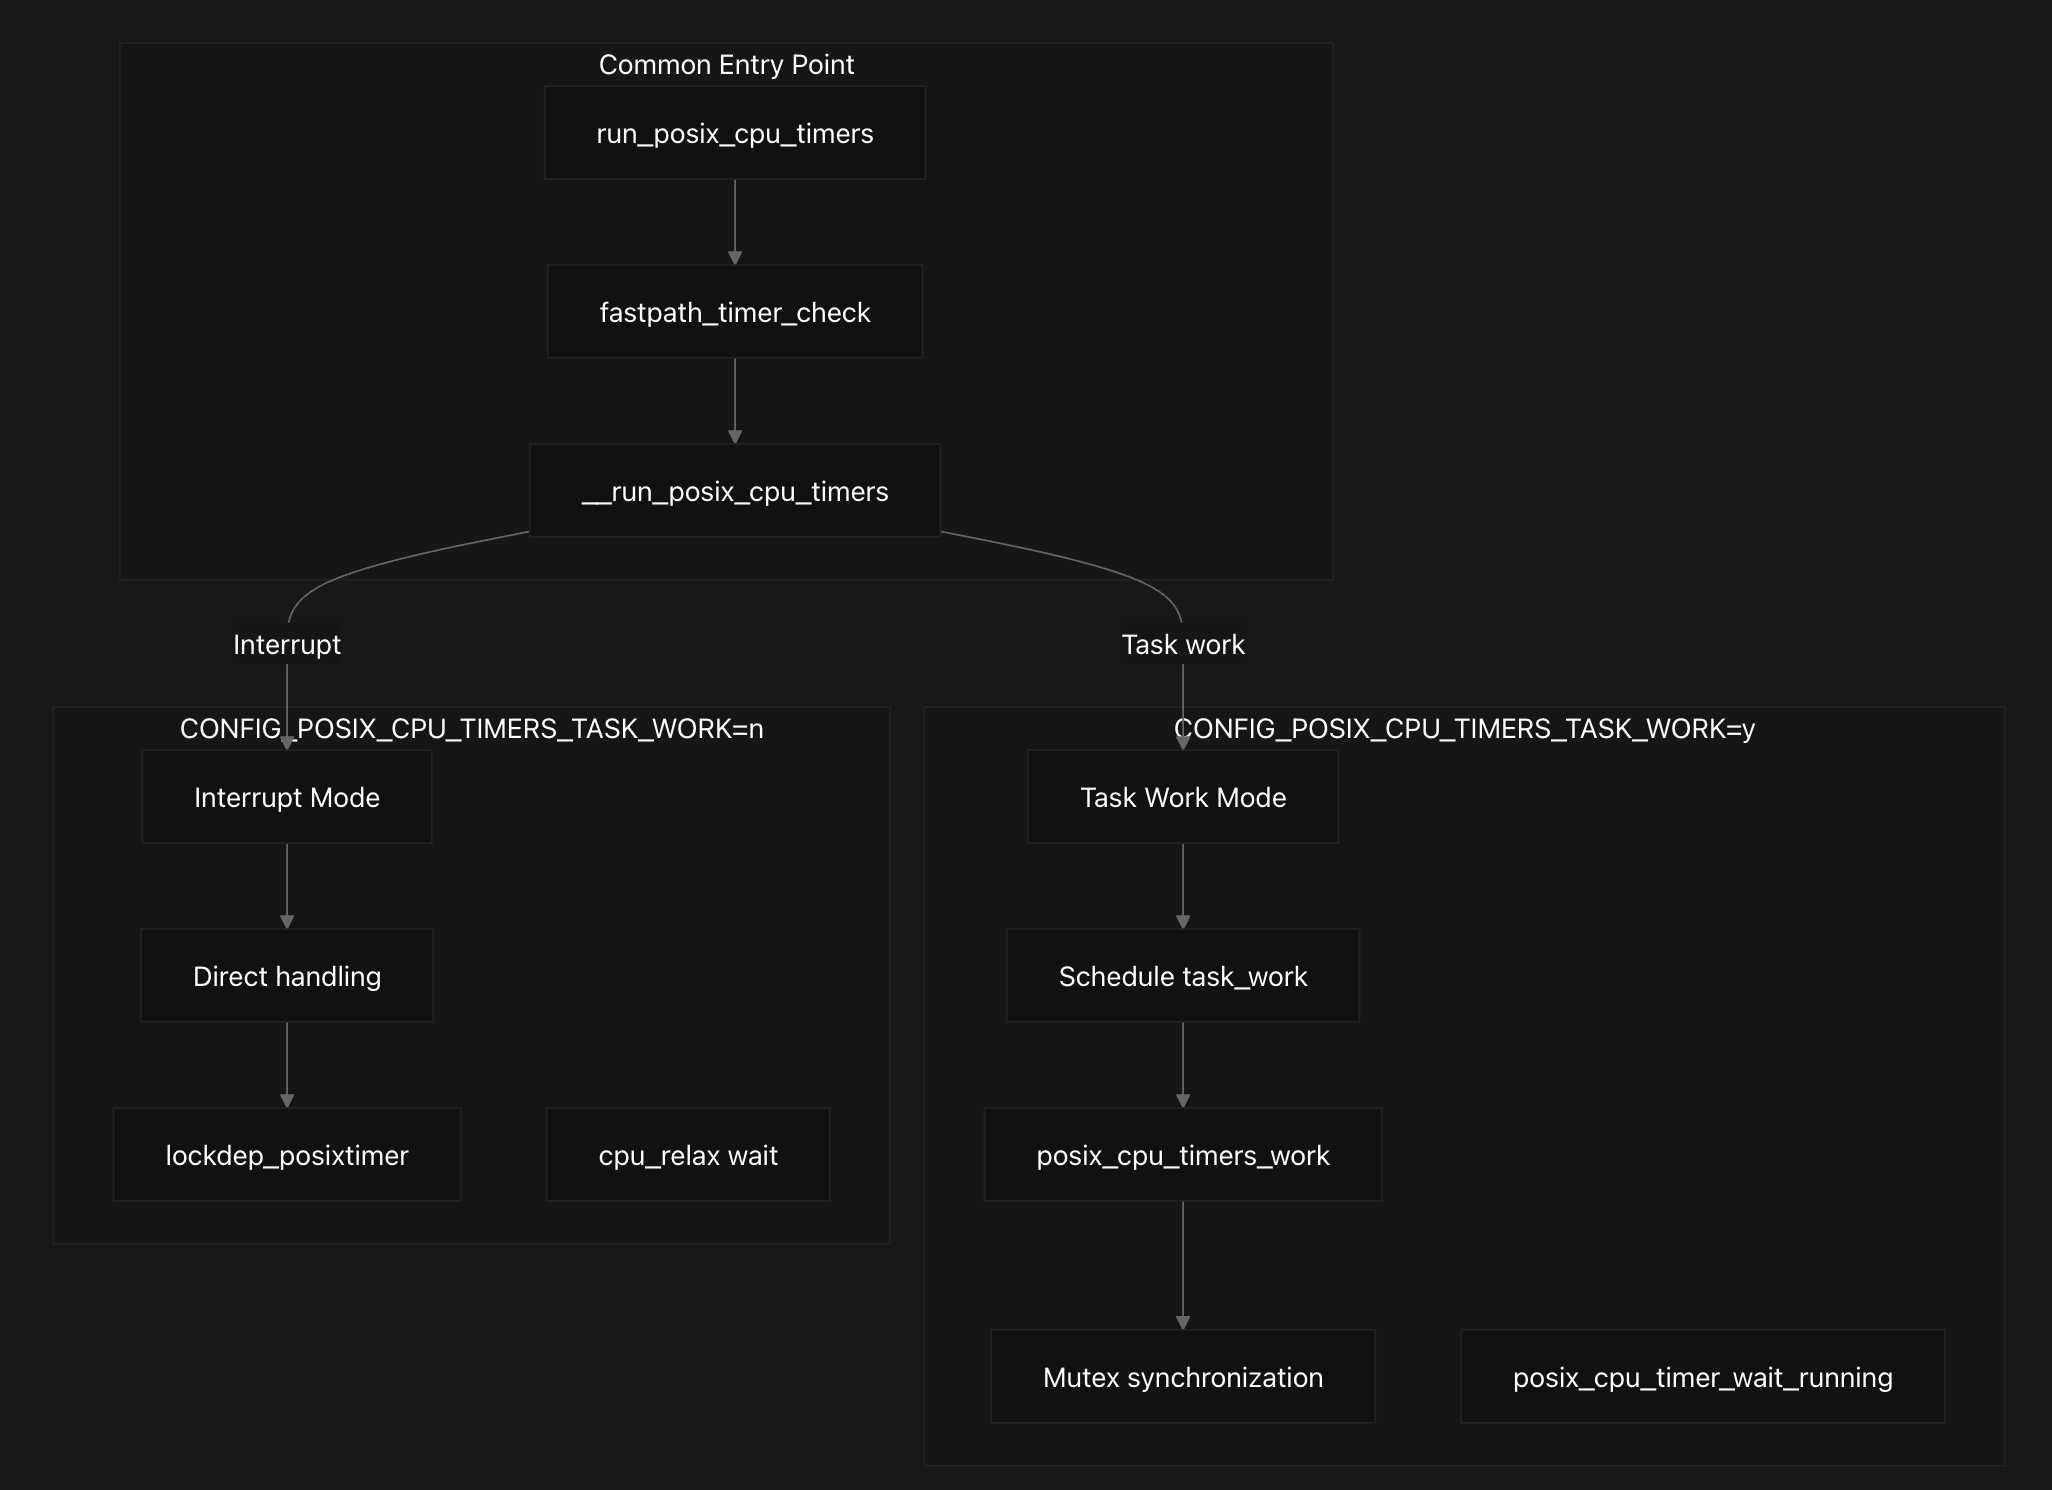 Common Entry Point
run_posix_cpu_timers
fastpath_timer_check
__run_posix_cpu_timers
Interrupt
Task work
CONFIG_POSIX_CPU_TIMERS_TASK_WORK=n
CONFIG_POSIX_CPU_TIMERS_TASK_WORK=y
Interrupt Mode
Task Work Mode
Direct handling
Schedule task_work
lockdep_posixtimer
cpu_relax wait
posix_cpu_timers_work
Mutex synchronization
posix_cpu_timer_wait_running